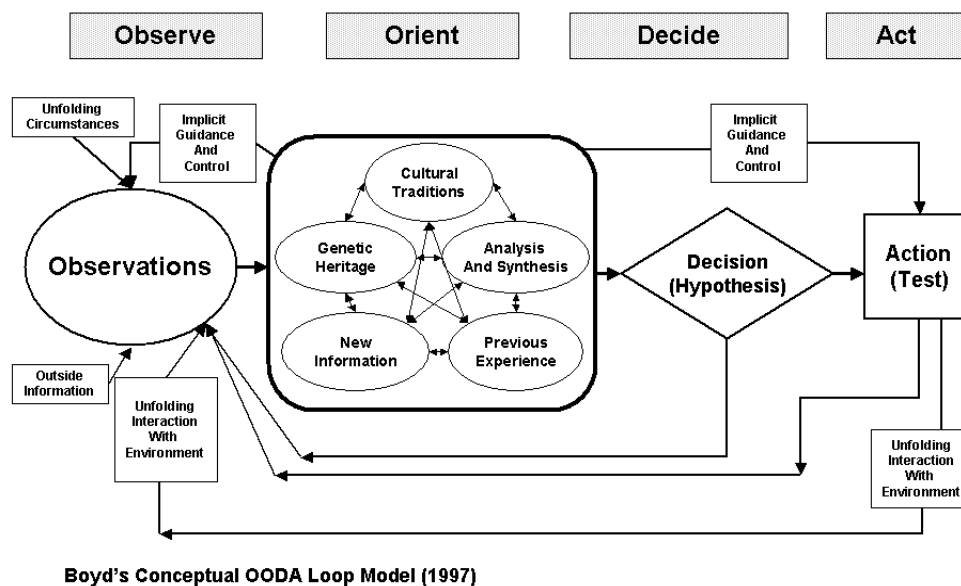 Observe
Orient
Decide
Act
Unfolding
Circumstances
Implicit
Guidance
And
Control
Implicit
Guidance
And
Control
Cultural
Traditions
Genetic
Heritage
Analysis
And Synthesis
New
Information
Previous
Experience
Observations
Decision
(Hypothesis)
Action
(Test)
Outside
Information
Unfolding
Interaction
With
Environment
Unfolding
Interaction
With
Environment
Boyd's Conceptual OODA Loop Model (1997)